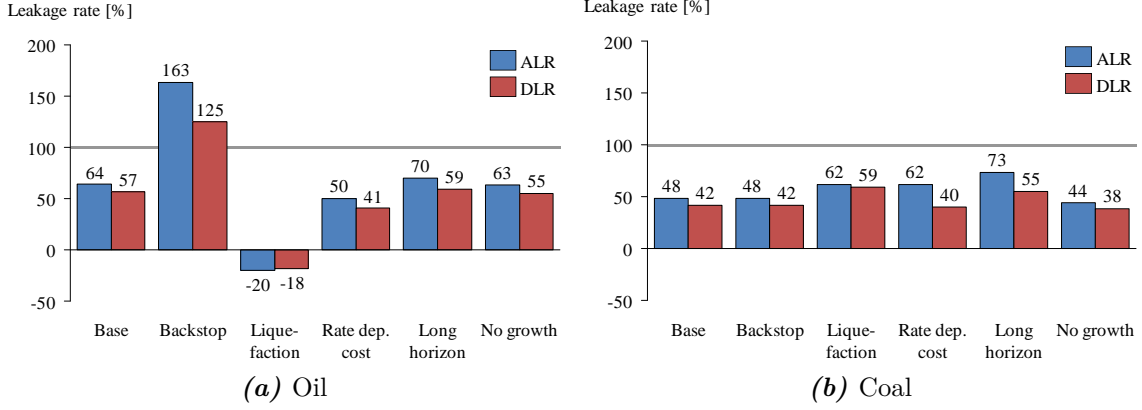 Leakage rate [%]
200
150
100
50
0
-50
ALR
DLR
64 57
163 125
-20 -18
50 41
70 59
63 55
Base Backstop Lique- Rate dep. Long No growth
faction cost horizon
(a) Oil
Leakage rate [%]
200
150
100
50
0
-50
ALR
DLR
48 42
48 42
62 59
62 40
73 55
44 38
Base Backstop Lique- Rate dep. Long No growth
faction cost horizon
(b) Coal